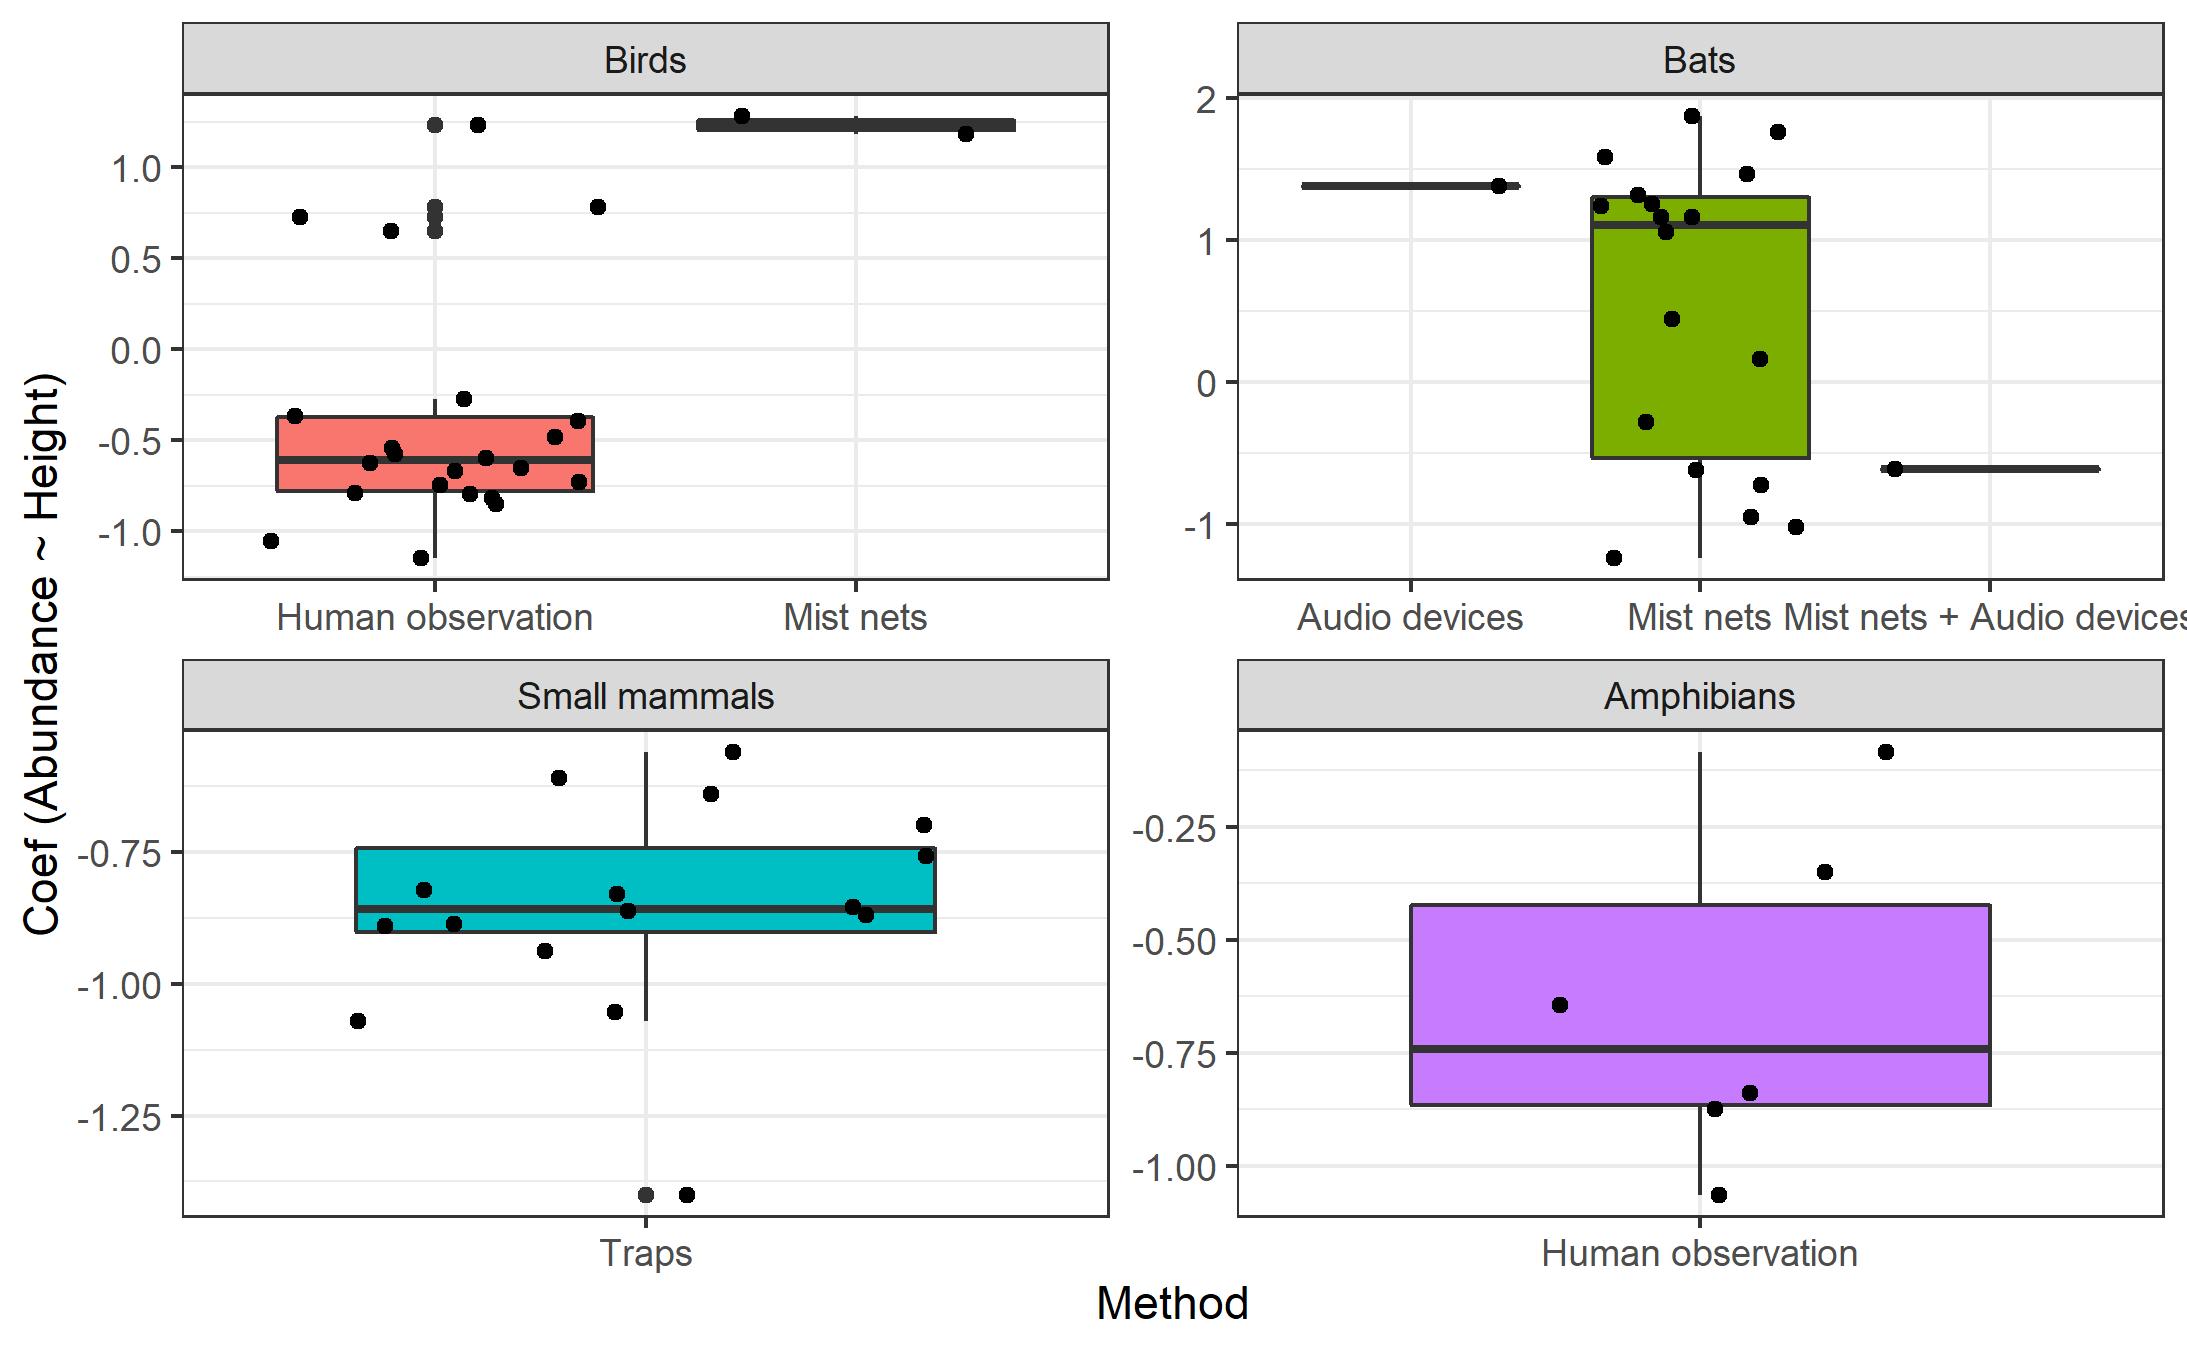 Birds
Bats
Coef (Abundance ~ Height)
1.0
0.5
0.0
-0.5
-1.0
2
1
0
-1
Human observation
Mist nets
Audio devices
Mist nets
Mist nets + Audio devices
Small mammals
Amphibians
-0.75
-1.00
-1.25
-0.25
-0.50
-0.75
-1.00
Traps
Human observation
Method